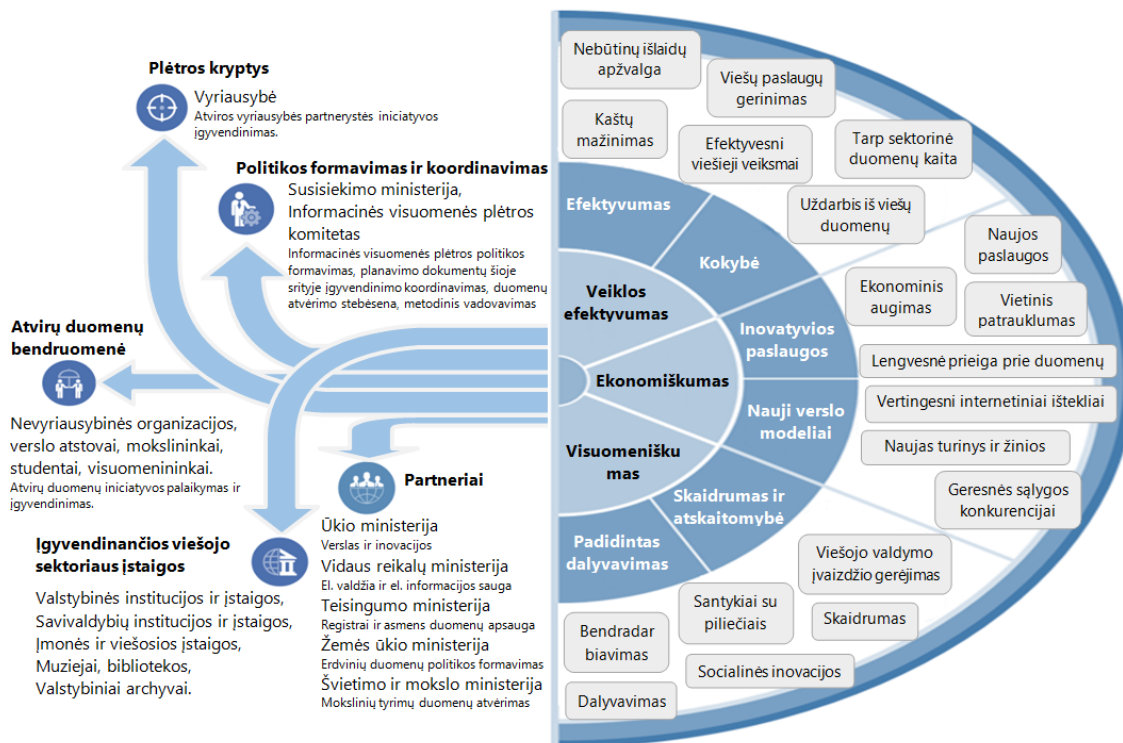 Plėtros kryptys
Vyriausybė
Atviros vyriausybės partnerystės iniciatyvos
įgyvendinimas.
Politikos formavimas ir koordinavimas
Susisiekimo ministerija,
Informacinės visuomenės plėtros
komitetas
Informacinės visuomenės plėtros politikos
formavimas, planavimo dokumentų šioje
srityje įgyvendinimo koordinavimas, duomenų
atvėrimo stebėsena, metodinis vadovavimas
Atvirų duomenų
bendruomenė
Nevyriausybinės organizacijos,
verslo atstovai, mokslininkai,
studentai, visuomenininkai.
Atvirų duomenų iniciatyvos palaikymas ir
įgyvendinimas.
Įgyvendinančios viešojo
sektoriaus įstaigos
Valstybinės institucijos ir įstaigos,
Savivaldybių institucijos ir įstaigos,
Įmonės ir viešosios įstaigos,
Muziejai, bibliotekos,
Valstybiniai archyvai.
Partneriai
Ūkio ministerija
Verslas ir inovacijos
Vidaus reikalų ministerija
El. valdžia ir el. informacijos sauga
Teisingumo ministerija
Registrai ir asmens duomenų apsauga
Žemės ūkio ministerija
Erdvinių duomenų politikos formavimas
Švietimo ir mokslo ministerija
Mokslinių tyrimų duomenų atvėrimas
Veiklos
efektyvumas
Ekonomiškumas
Visuomenišku
mas
Efektyvumas
Kokybė
Inovatyvios
paslaugos
Nauji verslo
modeliai
Skaidrumas ir
atskaitomybė
Padidintas
dalyvavimas
Nebūtinų išlaidų
apžvalga
Viešų paslaugų
gerinimas
Kaštų
mažinimas
Efektyvesni
viešieji veiksmai
Tarp sektorinė
duomenų kaita
Uždarbis iš viešų
duomenų
Naujos
paslaugos
Ekonominis
augimas
Vietinis
patrauklumas
Lengvesnė prieiga prie duomenų
Vertingesni internetiniai ištekliai
Naujas turinys ir žinios
Geresnės sąlygos
konkurencijai
Viešojo valdymo
įvaizdžio gerėjimas
Santykiai su
piliečiais
Skaidrumas
Bendradar
biavimas
Socialinės inovacijos
Dalyvavimas